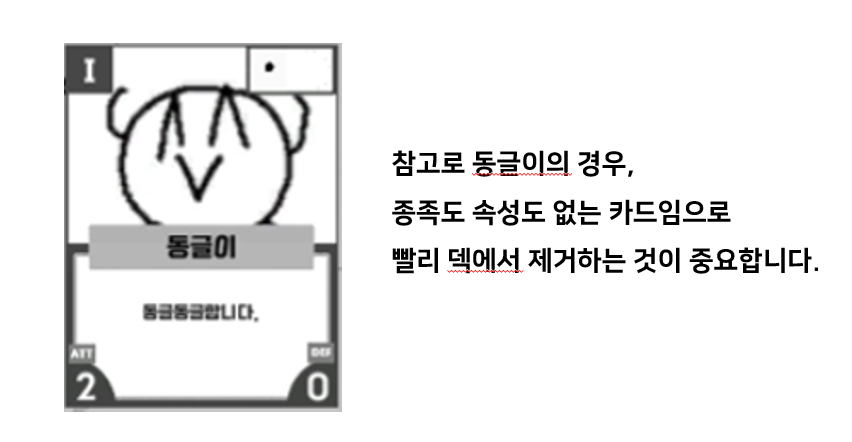 I
동글이
동글동글합니다.
ATT
DEF
2
0
참고로 동글이의 경우,
종족도 속성도 없는 카드임으로
빨리 덱에서 제거하는 것이 중요합니다.